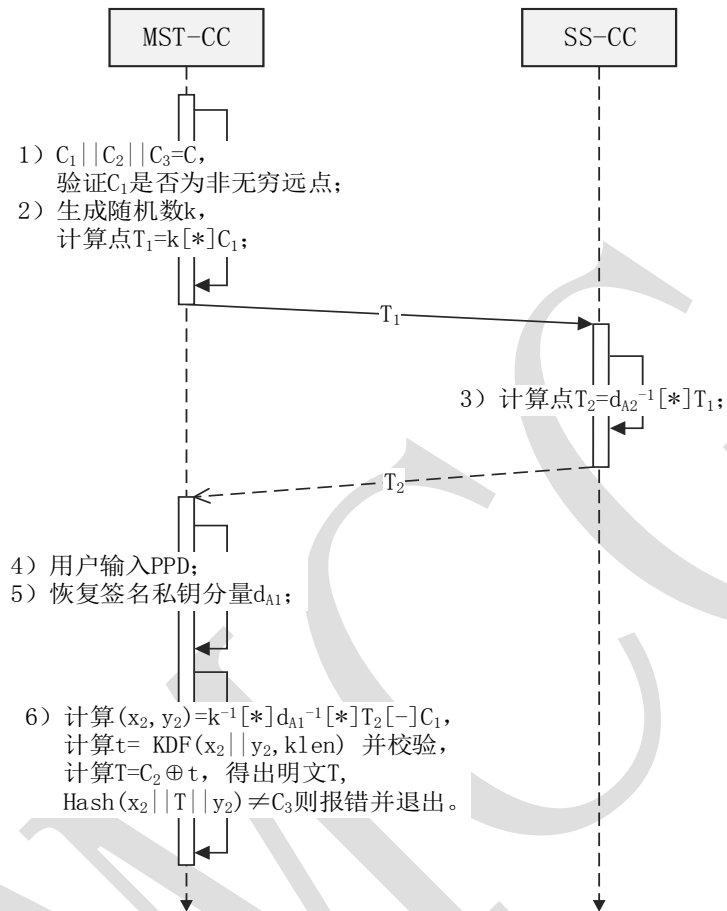 MST-CC
SS-CC
1）C₁||C₂||C₃=C，
验证C₁是否为非无穷远点；
2）生成随机数k，
计算点T₁=k[*]C₁；
T₁
3）计算点T₂=d_A2⁻¹[*]T₁；
T₂
4）用户输入PPD；
5）恢复签名私钥分量d_A1；
6）计算(x₂,y₂)=k⁻¹[*]d_A1⁻¹[*]T₂[-]C₁，
计算t= KDF(x₂||y₂,klen) 并校验，
计算T=C₂⊕t，得出明文T,
Hash(x₂||T||y₂)≠C₃则报错并退出。